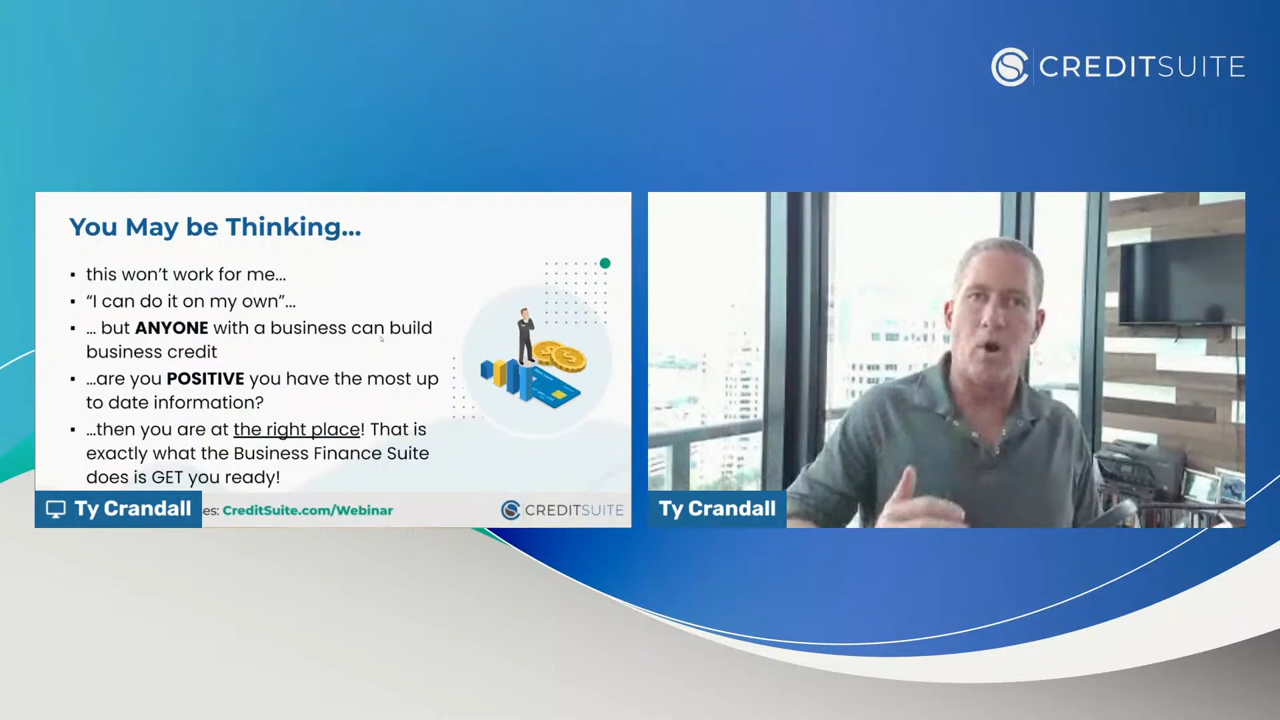 CREDITSUITE
You May be Thinking...
▪ this won’t work for me...
▪ “I can do it on my own”...
▪ ... but ANYONE with a business can build
business credit
▪ ...are you POSITIVE you have the most up
to date information?
▪ ...then you are at the right place! That is
exactly what the Business Finance Suite
does is GET you ready!
Ty Crandall
es: CreditSuite.com/Webinar
CREDITSUITE
Ty Crandall